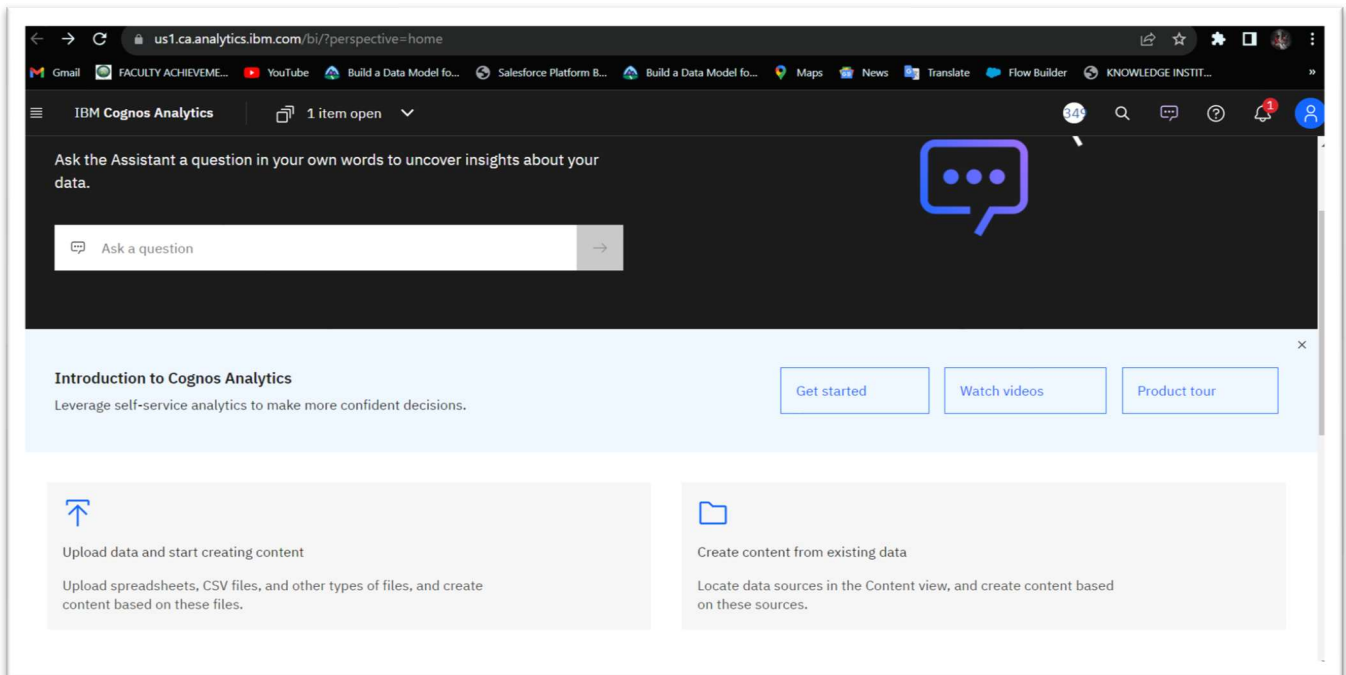 us1.ca.analytics.ibm.com/bi/?perspective=home
Gmail FACULTY ACHIEVEME... YouTube Build a Data Model fo... Salesforce Platform B... Build a Data Model fo... Maps News Translate Flow Builder KNOWLEDGE INSTIT... »
IBM Cognos Analytics 1 item open 349 1
Ask the Assistant a question in your own words to uncover insights about your
data.
Ask a question
Introduction to Cognos Analytics
Leverage self-service analytics to make more confident decisions.
Get started Watch videos Product tour
Upload data and start creating content
Upload spreadsheets, CSV files, and other types of files, and create
content based on these files.
Create content from existing data
Locate data sources in the Content view, and create content based
on these sources.